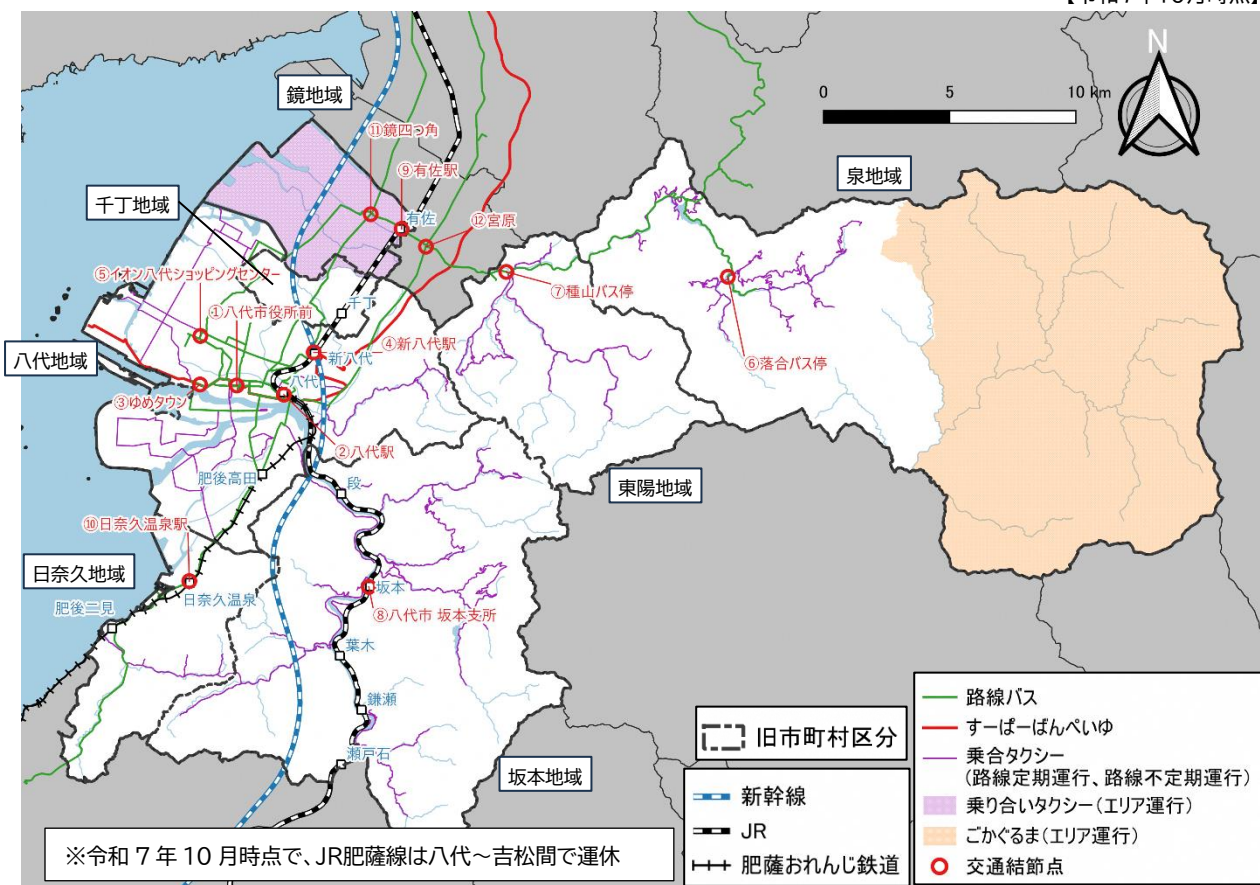 【令和7年10月時点】
N
0 5 10 km
鏡地域
⑪鏡四つ角
⑨有佐駅
有佐
泉地域
千丁地域
⑫宮原
⑤イオン八代ショッピングセンター
⑦種山バス停
①八代市役所前
千丁
⑥落合バス停
④新八代駅
新八代
八代地域
八代
③ゆめタウン
②八代駅
肥後高田
段
東陽地域
⑩日奈久温泉駅
日奈久地域
日奈久温泉
坂本
肥後二見
⑧八代市 坂本支所
葉木
鎌瀬
瀬戸石
坂本地域
旧市町村区分
新幹線
JR
肥薩おれんじ鉄道
路線バス
すーぱーばんぺいゆ
乗合タクシー
(路線定期運行、路線不定期運行)
乗り合いタクシー(エリア運行)
ごかぐるま(エリア運行)
交通結節点
※令和7年10月時点で、JR肥薩線は八代~吉松間で運休